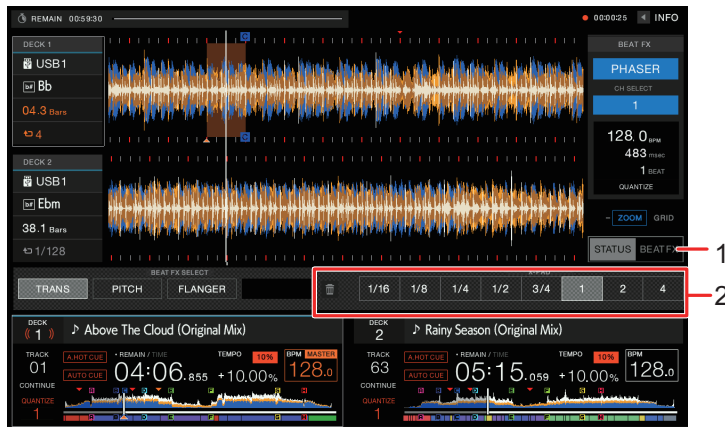 REMAIN 00:59:30
00:00:25 INFO
DECK 1
USB1
Bb
04.3 Bars
4
C
C
BEAT FX
PHASER
CH SELECT
1
128.0 BPM
483 msec
1 BEAT
QUANTIZE
DECK 2
USB1
Ebm
38.1 Bars
1/128
- ZOOM GRID
STATUS BEAT FX
1
BEAT FX SELECT
X-PAD
TRANS PITCH FLANGER
1/16 1/8 1/4 1/2 3/4 1 2 4
2
DECK 1
♪ Above The Cloud (Original Mix)
TRACK 01
CONTINUE
QUANTIZE 1
A.HOT CUE
AUTO CUE
REMAIN / TIME
04:06.855
TEMPO 10%
+10.00%
BPM MASTER
128.0
DECK 2
♪ Rainy Season (Original Mix)
TRACK 63
CONTINUE
QUANTIZE 1
A.HOT CUE
AUTO CUE
REMAIN / TIME
05:15.059
TEMPO 10%
+10.00%
BPM
128.0